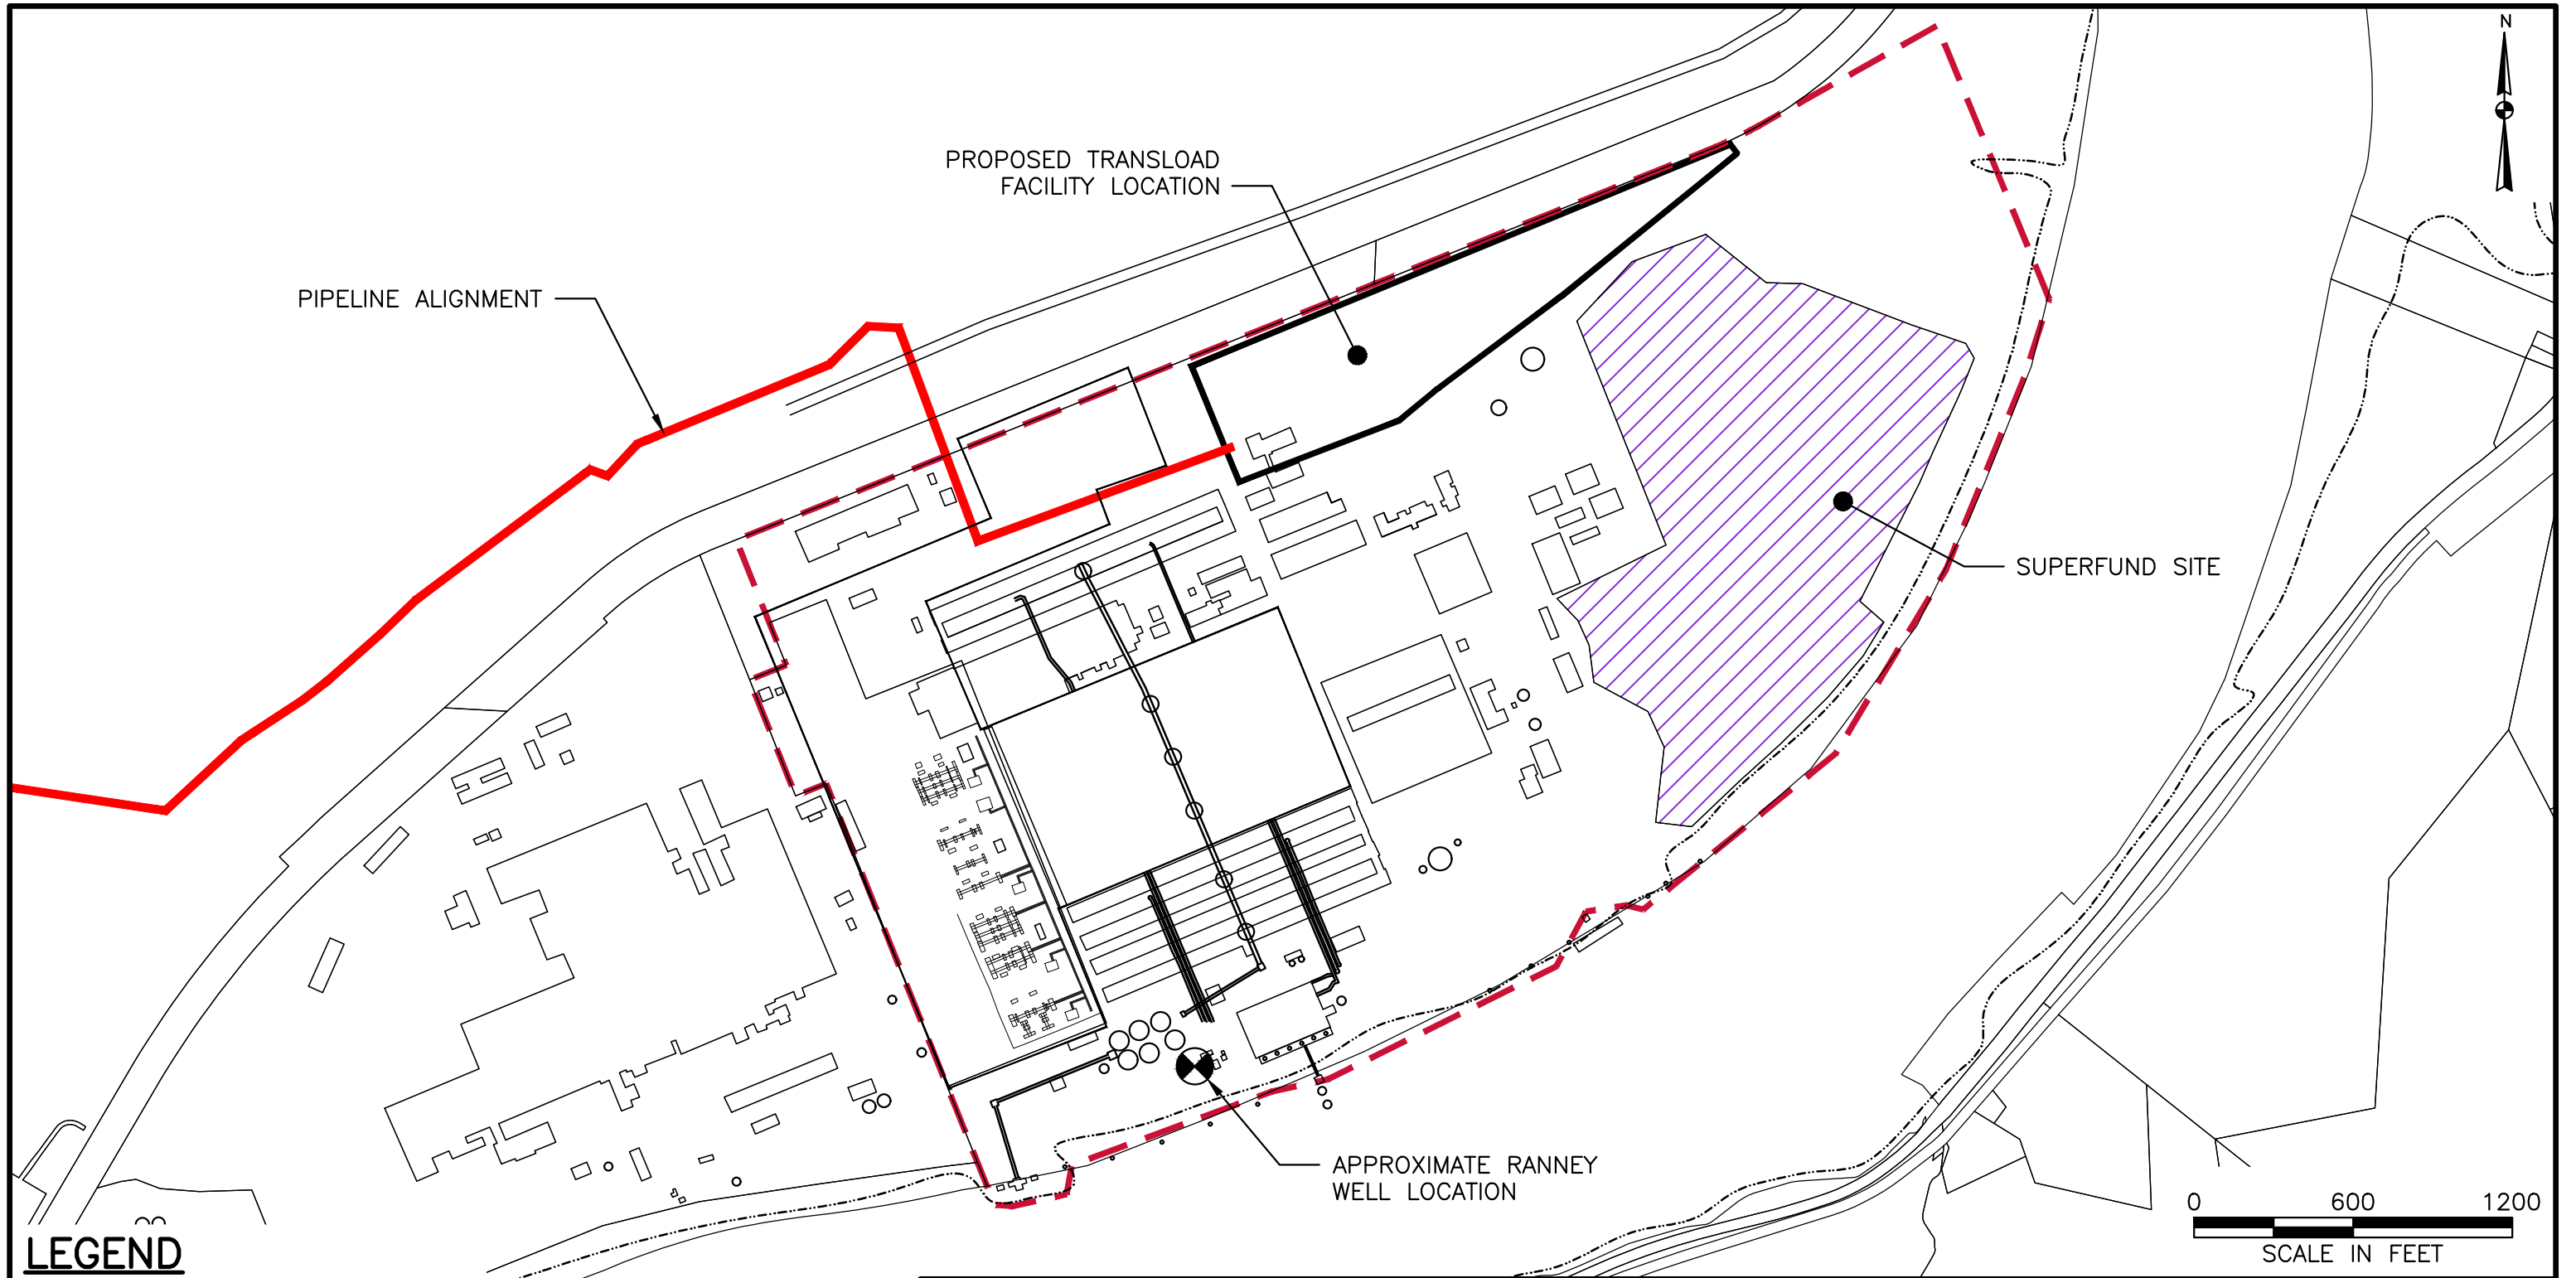 N
PROPOSED TRANSLOAD
FACILITY LOCATION
PIPELINE ALIGNMENT
SUPERFUND SITE
APPROXIMATE RANNEY
WELL LOCATION
0 600 1200
SCALE IN FEET
LEGEND